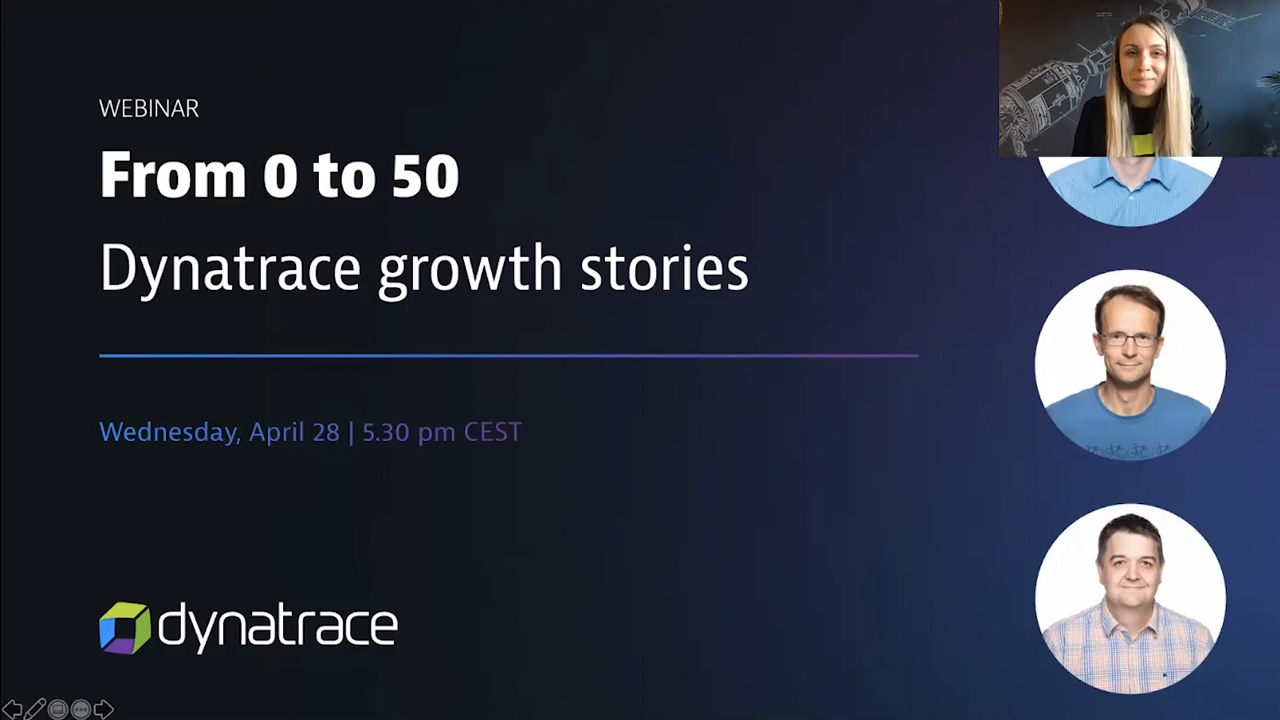 WEBINAR
From 0 to 50
Dynatrace growth stories
Wednesday, April 28 | 5.30 pm CEST
dynatrace